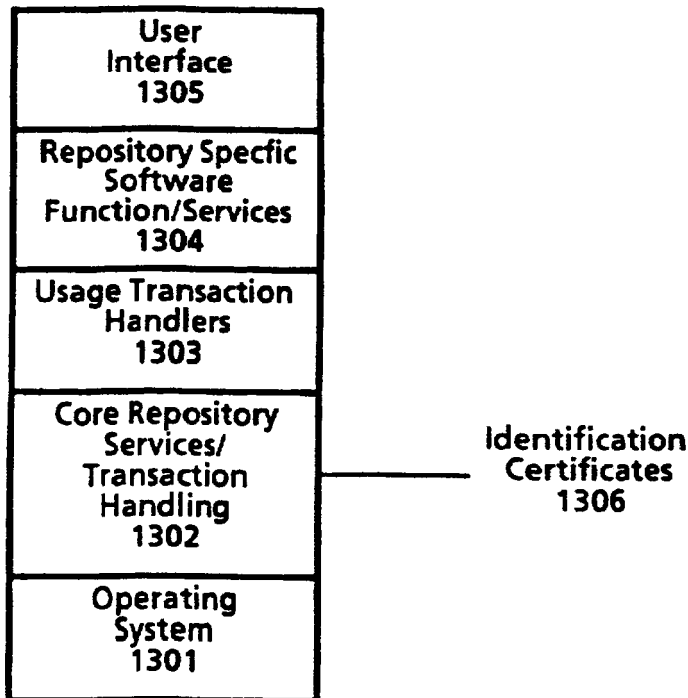 User
Interface
1305
Repository Specfic
Software
Function/Services
1304
Usage Transaction
Handlers
1303
Core Repository
Services/
Transaction
Handling
1302
Identification
Certificates
1306
Operating
System
1301